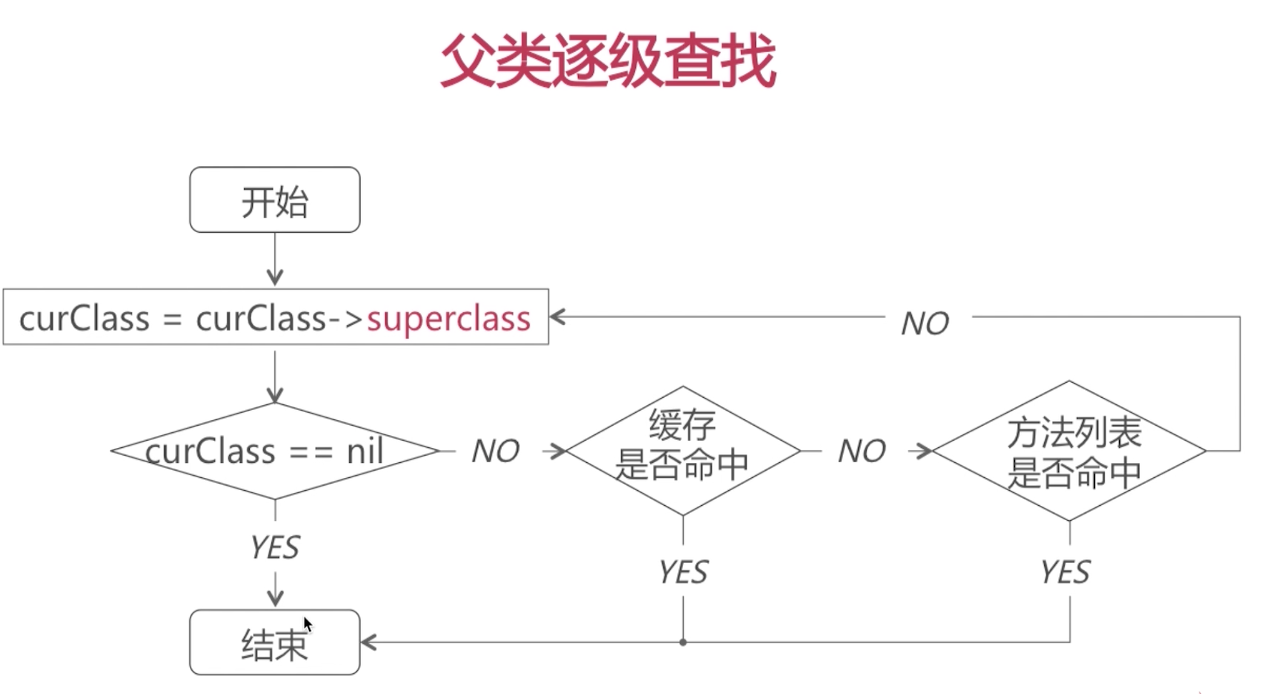 父类逐级查找
开始
curClass = curClass->superclass
NO
curClass == nil
NO
缓存
是否命中
NO
方法列表
是否命中
YES
YES
YES
结束